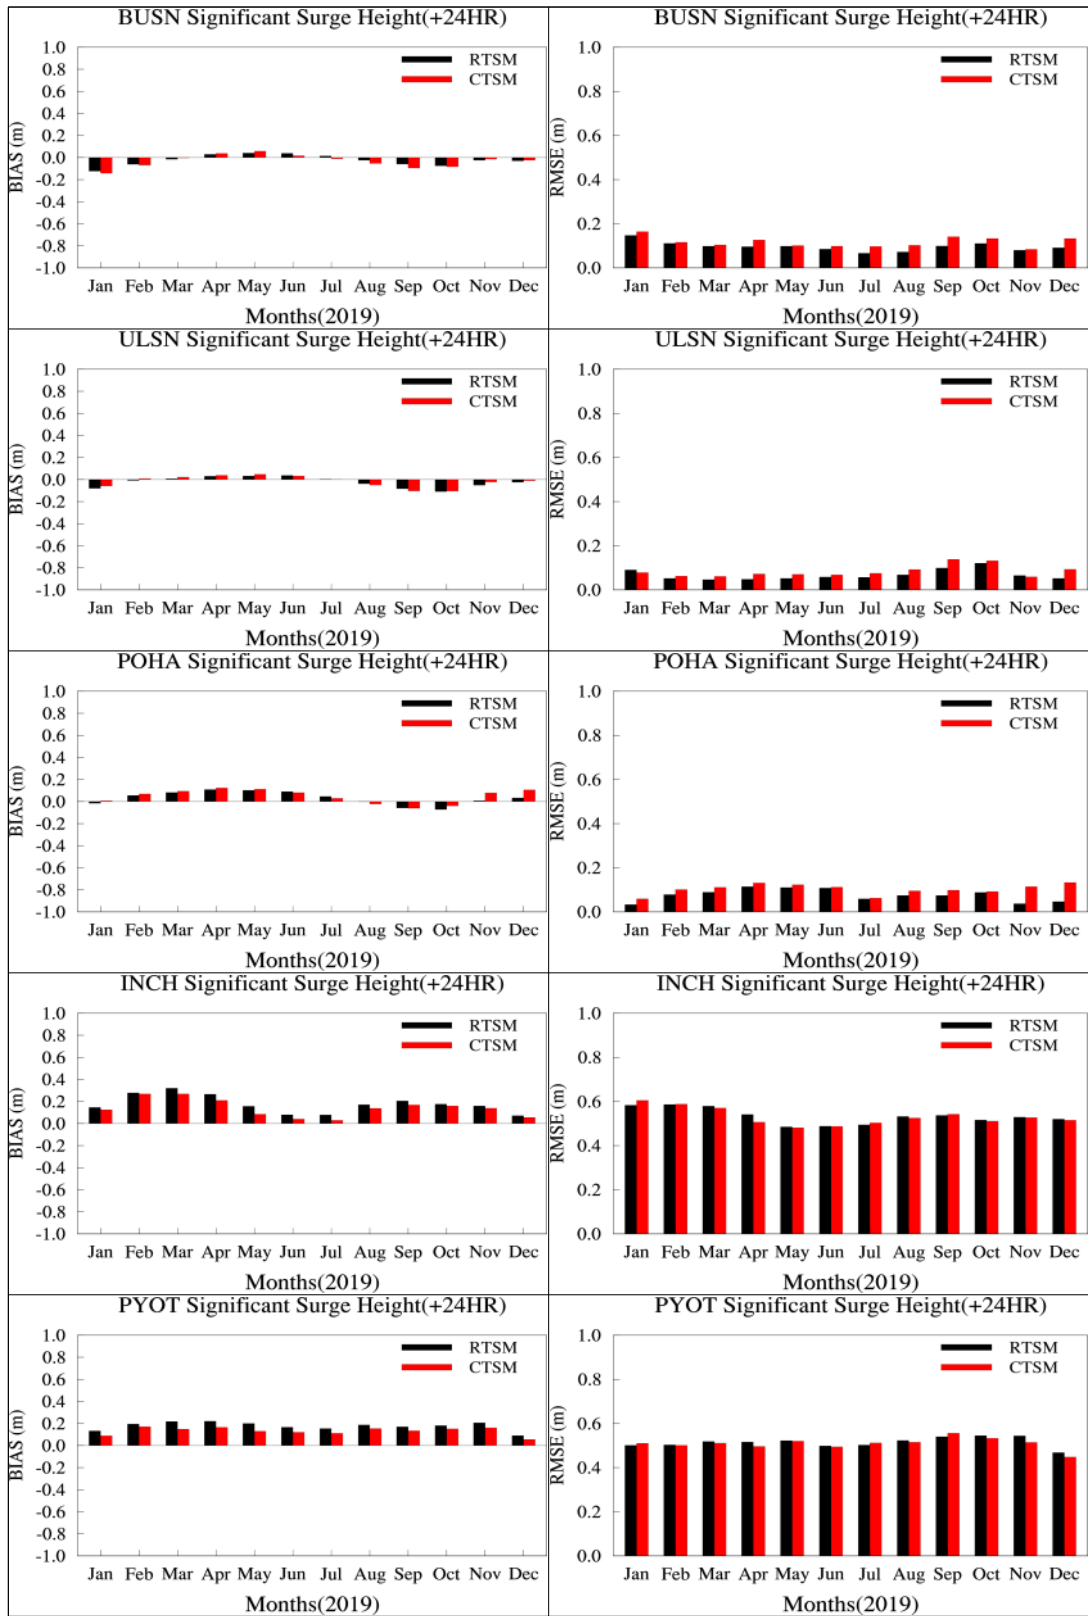 BUSN Significant Surge Height(+24HR)
BIAS (m)
1.0
0.8
0.6
0.4
0.2
0.0
-0.2
-0.4
-0.6
-0.8
-1.0
RTSM
CTSM
Jan Feb Mar Apr May Jun Jul Aug Sep Oct Nov Dec
Months(2019)
BUSN Significant Surge Height(+24HR)
RMSE (m)
1.0
0.8
0.6
0.4
0.2
0.0
RTSM
CTSM
Jan Feb Mar Apr May Jun Jul Aug Sep Oct Nov Dec
Months(2019)
ULSN Significant Surge Height(+24HR)
BIAS (m)
1.0
0.8
0.6
0.4
0.2
0.0
-0.2
-0.4
-0.6
-0.8
-1.0
RTSM
CTSM
Jan Feb Mar Apr May Jun Jul Aug Sep Oct Nov Dec
Months(2019)
ULSN Significant Surge Height(+24HR)
RMSE (m)
1.0
0.8
0.6
0.4
0.2
0.0
RTSM
CTSM
Jan Feb Mar Apr May Jun Jul Aug Sep Oct Nov Dec
Months(2019)
POHA Significant Surge Height(+24HR)
BIAS (m)
1.0
0.8
0.6
0.4
0.2
0.0
-0.2
-0.4
-0.6
-0.8
-1.0
RTSM
CTSM
Jan Feb Mar Apr May Jun Jul Aug Sep Oct Nov Dec
Months(2019)
POHA Significant Surge Height(+24HR)
RMSE (m)
1.0
0.8
0.6
0.4
0.2
0.0
RTSM
CTSM
Jan Feb Mar Apr May Jun Jul Aug Sep Oct Nov Dec
Months(2019)
INCH Significant Surge Height(+24HR)
BIAS (m)
1.0
0.8
0.6
0.4
0.2
0.0
-0.2
-0.4
-0.6
-0.8
-1.0
RTSM
CTSM
Jan Feb Mar Apr May Jun Jul Aug Sep Oct Nov Dec
Months(2019)
INCH Significant Surge Height(+24HR)
RMSE (m)
1.0
0.8
0.6
0.4
0.2
0.0
RTSM
CTSM
Jan Feb Mar Apr May Jun Jul Aug Sep Oct Nov Dec
Months(2019)
PYOT Significant Surge Height(+24HR)
BIAS (m)
1.0
0.8
0.6
0.4
0.2
0.0
-0.2
-0.4
-0.6
-0.8
-1.0
RTSM
CTSM
Jan Feb Mar Apr May Jun Jul Aug Sep Oct Nov Dec
Months(2019)
PYOT Significant Surge Height(+24HR)
RMSE (m)
1.0
0.8
0.6
0.4
0.2
0.0
RTSM
CTSM
Jan Feb Mar Apr May Jun Jul Aug Sep Oct Nov Dec
Months(2019)